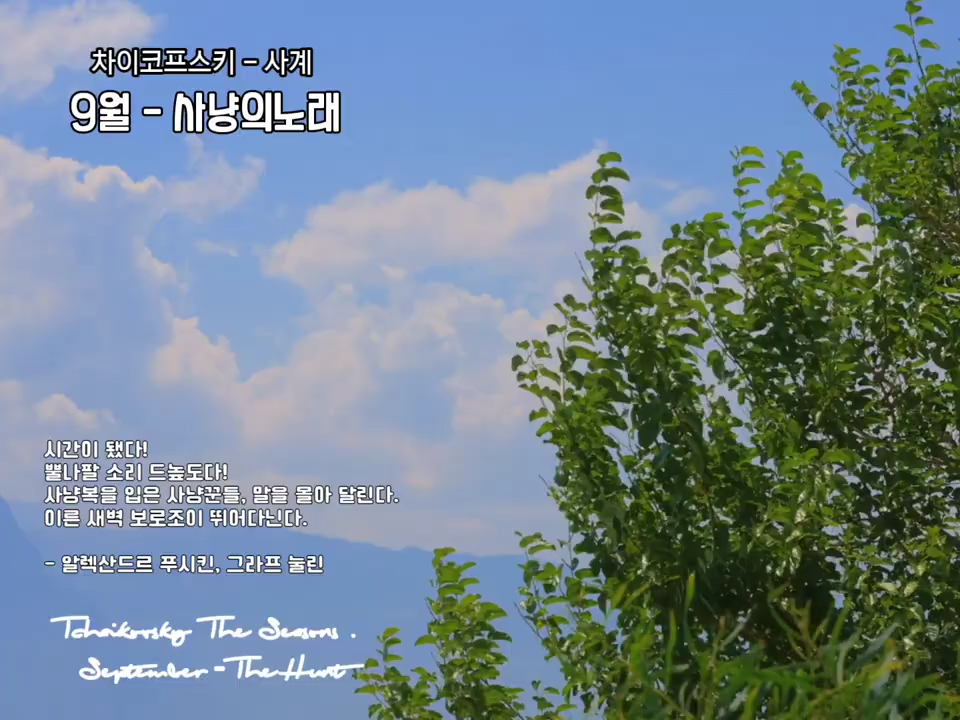 차이코프스키 - 사계
9월 - 사냥의노래
시간이 됐다!
뿔나팔 소리 드높도다!
사냥복을 입은 사냥꾼들, 말을 몰아 달린다.
이른 새벽 보로조이 뛰어다닌다.
- 알렉산드르 푸시킨, 그라프 눌린
Tchaikovsky The Seasons .
September - The Hunt